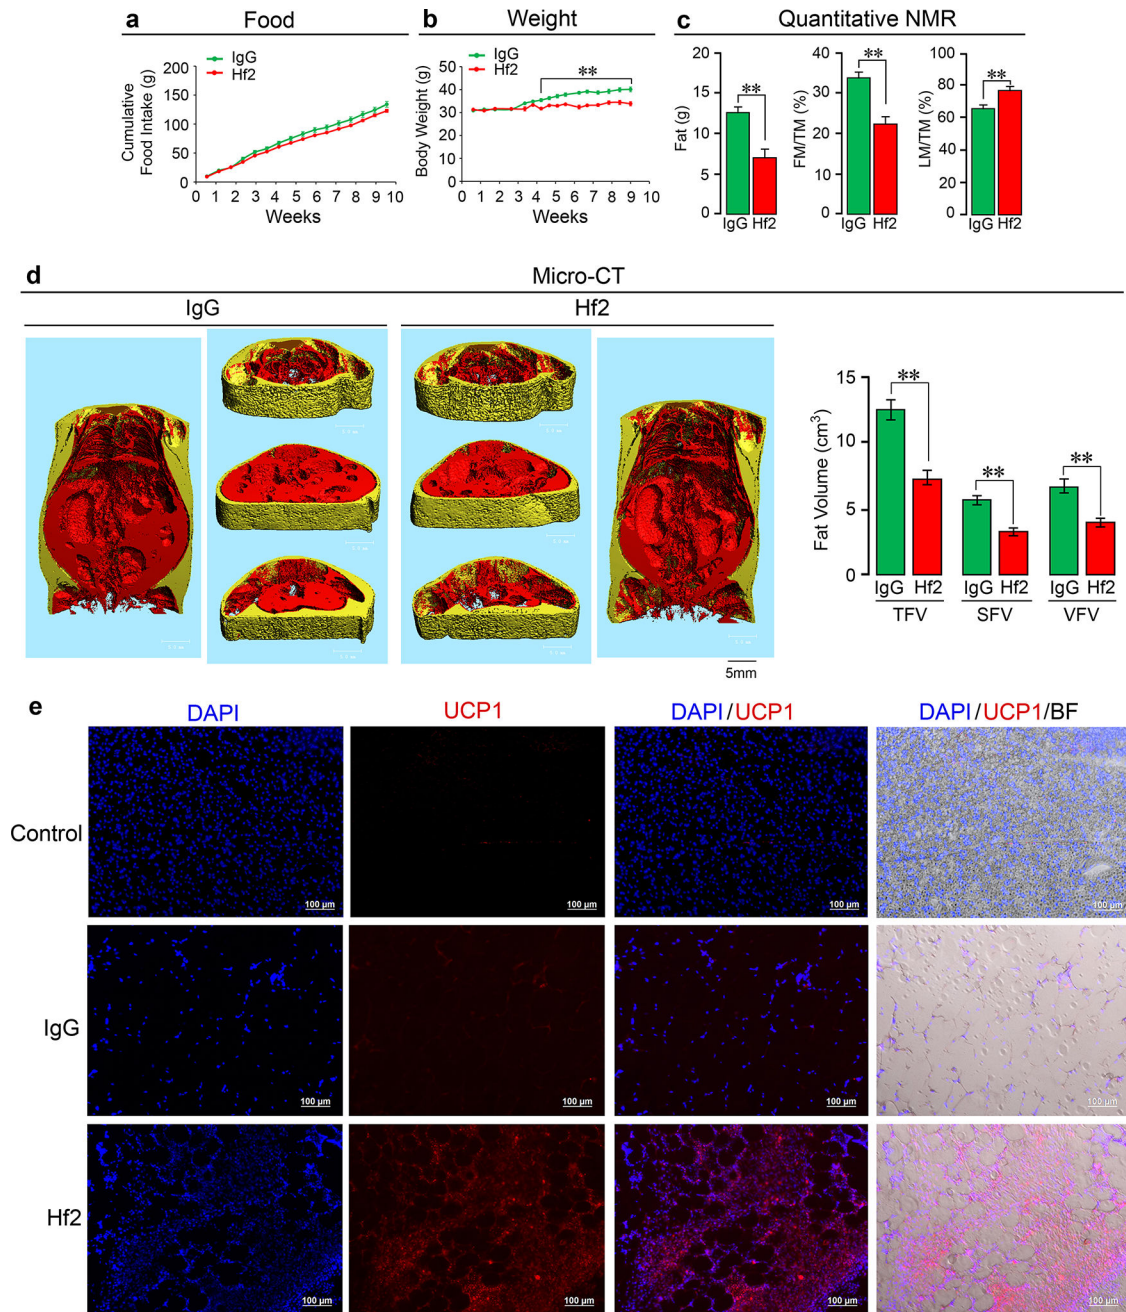 a
Food
IgG
Hf2
Cumulative
Food Intake (g)
200
150
100
50
0
0 1 2 3 4 5 6 7 8 9 10
Weeks
b
Weight
IgG
Hf2
**
Body Weight (g)
50
40
30
20
10
0
0 1 2 3 4 5 6 7 8 9 10
Weeks
c
Quantitative NMR
Fat (g)
20
15
10
5
0
**
IgG Hf2
FM/TM (%)
40
30
20
10
0
**
IgG Hf2
LM/TM (%)
100
80
60
40
20
0
**
IgG Hf2
d
Micro-CT
IgG
Hf2
5mm
Fat Volume (cm3)
15
10
5
0
**
**
**
IgG Hf2 IgG Hf2 IgG Hf2
TFV SFV VFV
e
DAPI UCP1 DAPI/UCP1 DAPI/UCP1/BF
Control
100 µm 100 µm 100 µm 100 µm
IgG
100 µm 100 µm 100 µm 100 µm
Hf2
100 µm 100 µm 100 µm 100 µm